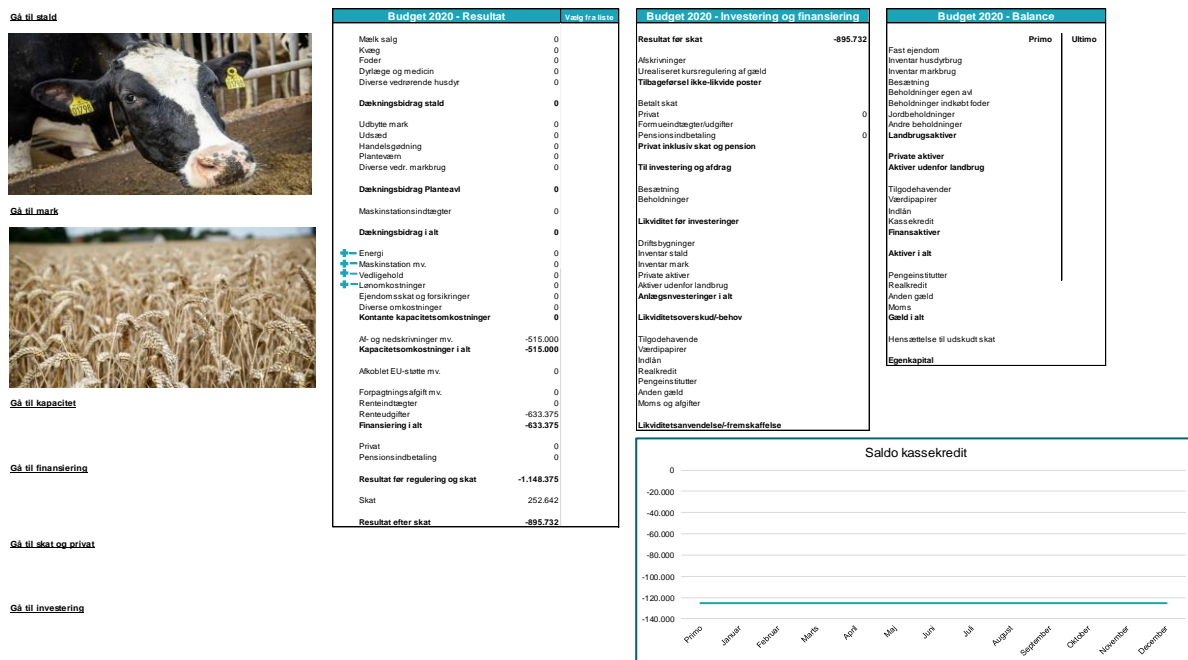 Gå til stald
Gå til mark
Gå til kapacitet
Gå til finansiering
Gå til skat og privat
Gå til investering
Budget 2020 - Resultat Vælg fra liste
Mælk salg 0
Kvæg 0
Foder 0
Dyrlæge og medicin 0
Diverse vedrørende husdyr 0
Dækningsbidrag stald 0
Udbytte mark 0
Udsæd 0
Handelsgødning 0
Planteværn 0
Diverse vedr. markbrug 0
Dækningsbidrag Planteavl 0
Maskinstationsindtægter 0
Dækningsbidrag i alt 0
Energi 0
Maskinstation mv. 0
Vedligehold 0
Lønomkostninger 0
Ejendomsskat og forsikringer 0
Diverse omkostninger 0
Kontante kapacitetsomkostninger 0
Af- og nedskrivninger mv. -515.000
Kapacitetsomkostninger i alt -515.000
Afkoblet EU-støtte mv. 0
Forpagtningsafgift mv. 0
Renteindtægter 0
Renteudgifter -633.375
Finansiering i alt -633.375
Privat 0
Pensionsindbetaling 0
Resultat før regulering og skat -1.148.375
Skat 252.642
Resultat efter skat -895.732
Budget 2020 - Investering og finansiering
Resultat før skat -895.732
Afskrivninger
Urealiseret kursregulering af gæld
Tilbageførsel ikke-likvide poster
Betalt skat
Privat 0
Formueindtægter/udgifter
Pensionsindbetaling 0
Privat inklusiv skat og pension
Til investering og afdrag
Besætning
Beholdninger
Likviditet før investeringer
Driftsbygninger
Inventar stald
Inventar mark
Private aktiver
Aktiver udenfor landbrug
Anlægsnvesteringer i alt
Likviditetsoverskud/-behov
Tilgodehavende
Værdipapirer
Indlån
Realkredit
Pengeinstitutter
Anden gæld
Moms og afgifter
Likviditetsanvendelse/-fremskaffelse
Budget 2020 - Balance
Primo Ultimo
Fast ejendom
Inventar husdyrbrug
Inventar markbrug
Besætning
Beholdninger egen avl
Beholdninger indkøbt foder
Jordbeholdninger
Andre beholdninger
Landbrugsaktiver
Private aktiver
Aktiver udenfor landbrug
Tilgodehavender
Værdipapirer
Indlån
Kassekredit
Finansaktiver
Aktiver i alt
Pengeinstitutter
Realkredit
Anden gæld
Moms
Gæld i alt
Hensættelse til udskudt skat
Egenkapital
Saldo kassekredit
0
-20.000
-40.000
-60.000
-80.000
-100.000
-120.000
-140.000
Primo Januar Februar Marts April Maj Juni Juli August September Oktober November December